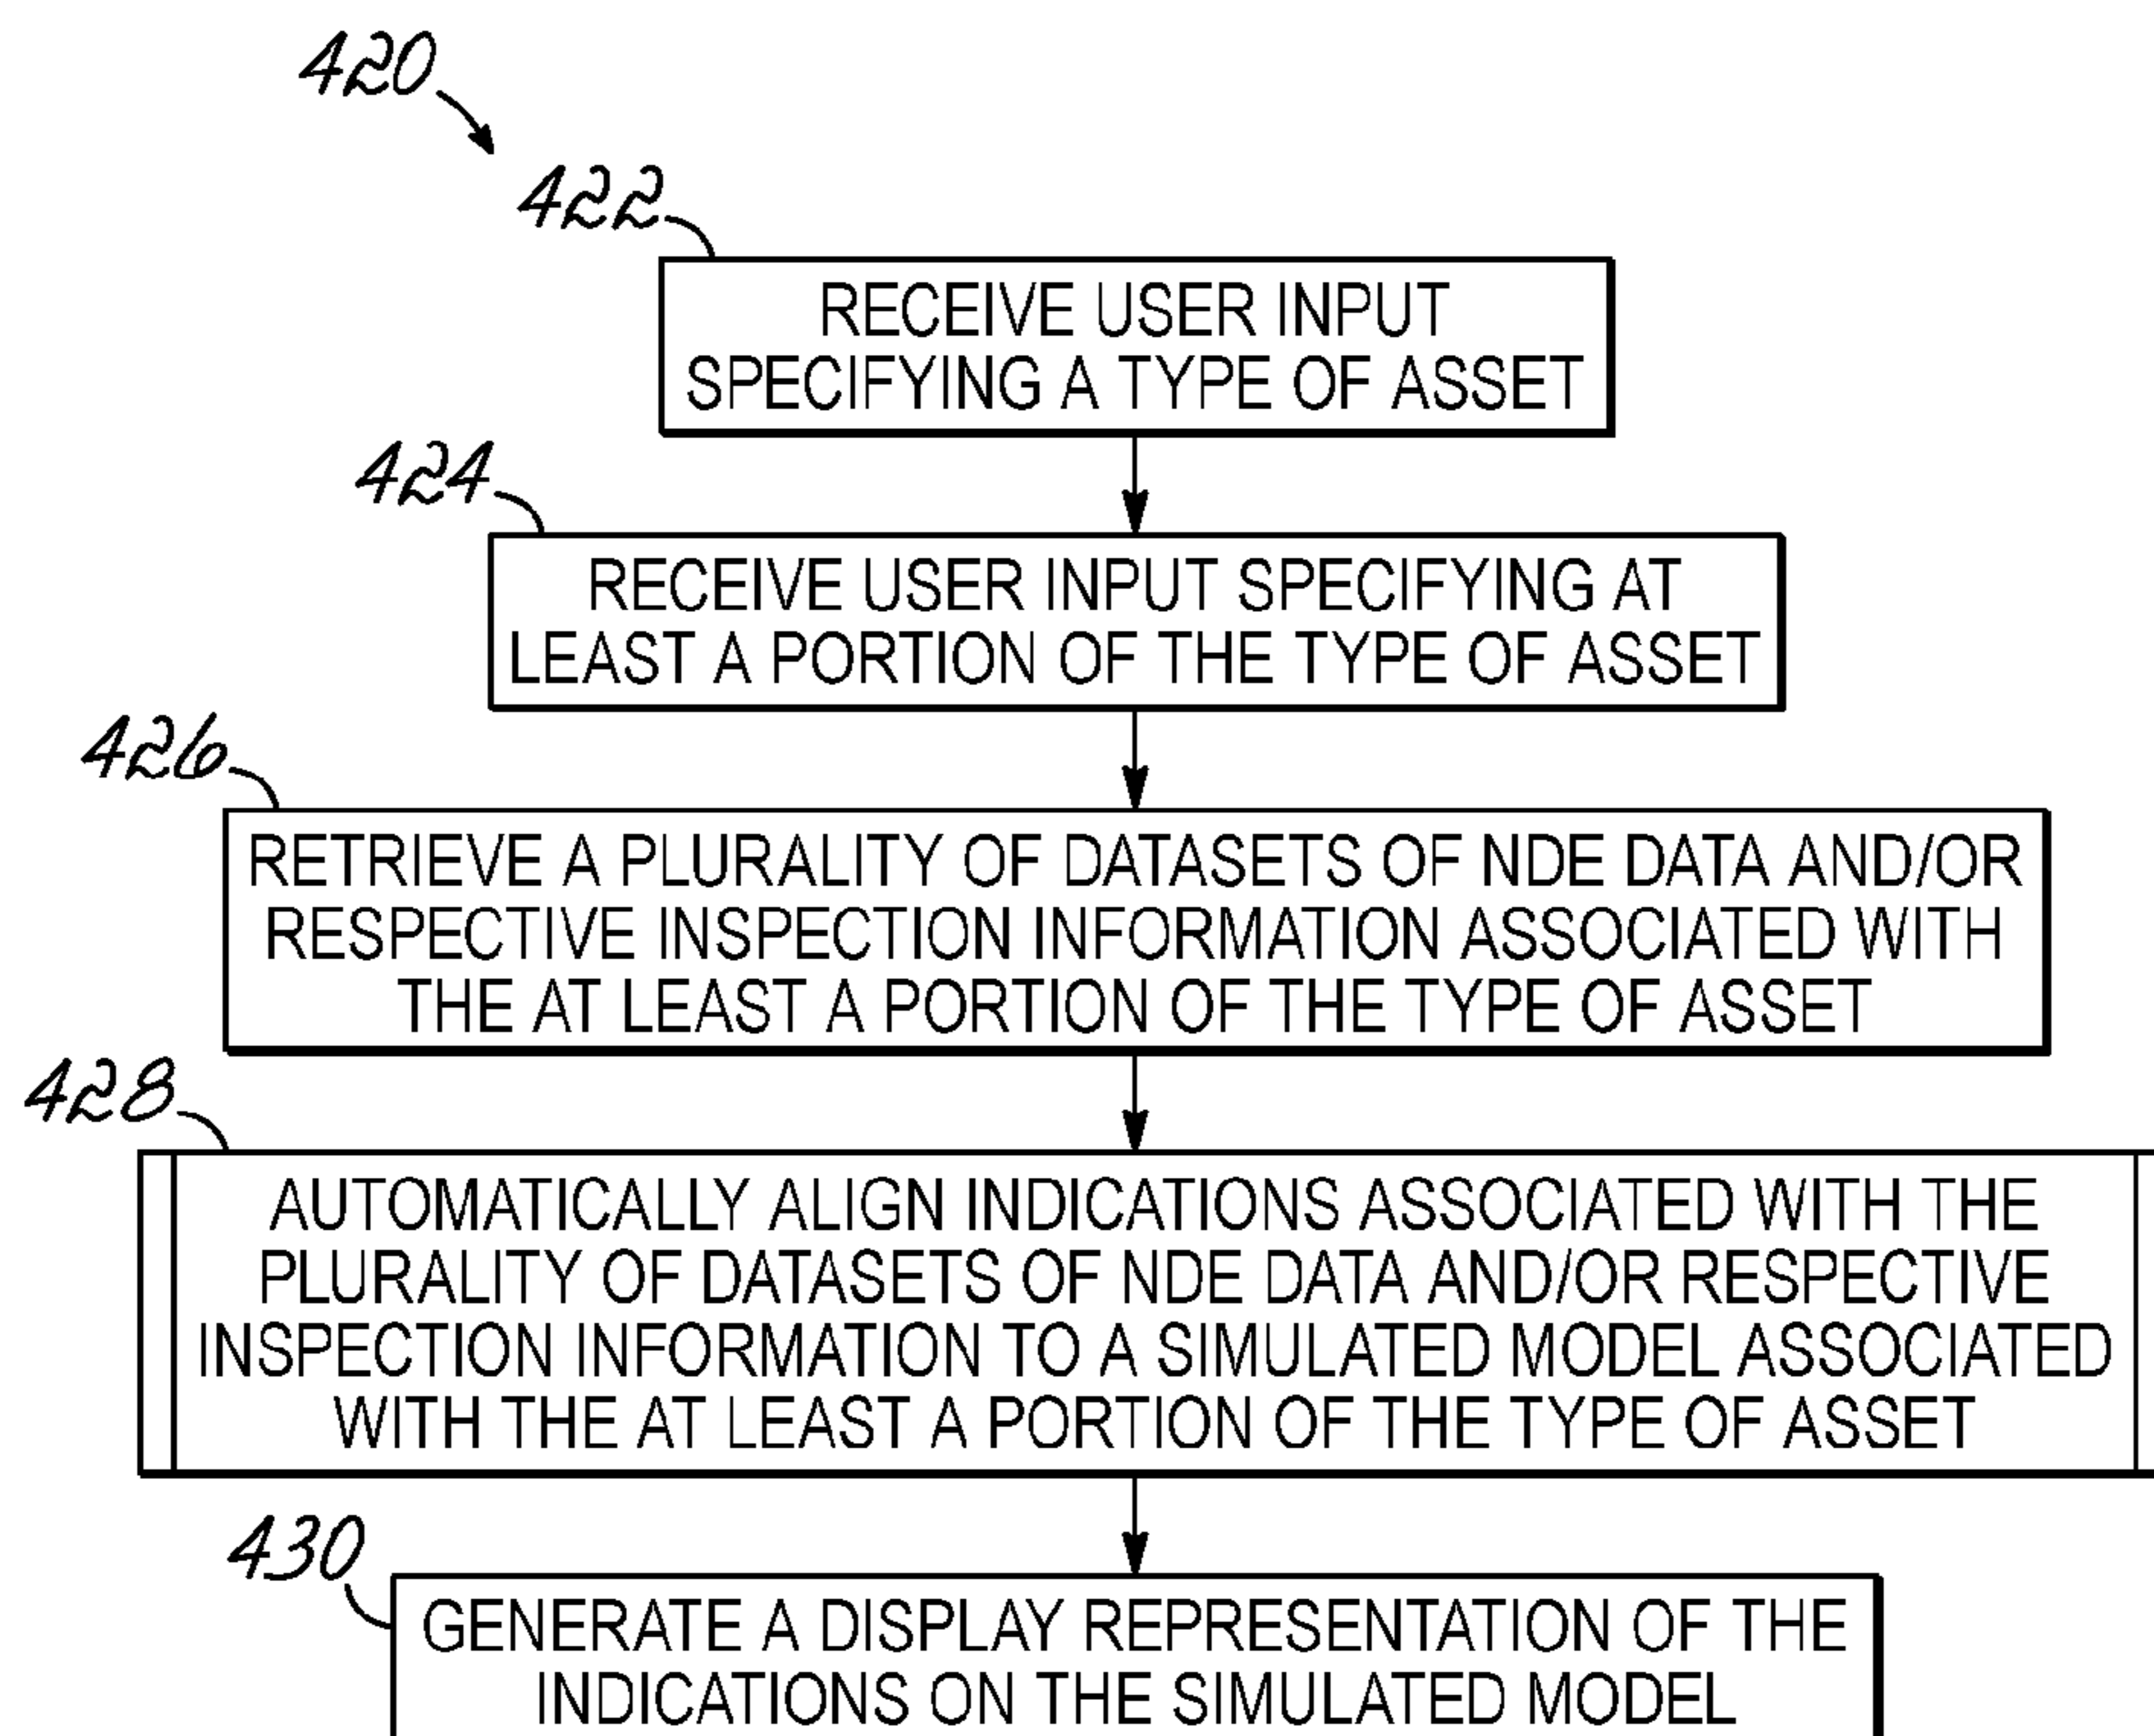 420
422
RECEIVE USER INPUT
SPECIFYING A TYPE OF ASSET
424
RECEIVE USER INPUT SPECIFYING AT
LEAST A PORTION OF THE TYPE OF ASSET
426
RETRIEVE A PLURALITY OF DATASETS OF NDE DATA AND/OR
RESPECTIVE INSPECTION INFORMATION ASSOCIATED WITH
THE AT LEAST A PORTION OF THE TYPE OF ASSET
428
AUTOMATICALLY ALIGN INDICATIONS ASSOCIATED WITH THE
PLURALITY OF DATASETS OF NDE DATA AND/OR RESPECTIVE
INSPECTION INFORMATION TO A SIMULATED MODEL ASSOCIATED
WITH THE AT LEAST A PORTION OF THE TYPE OF ASSET
430
GENERATE A DISPLAY REPRESENTATION OF THE
INDICATIONS ON THE SIMULATED MODEL